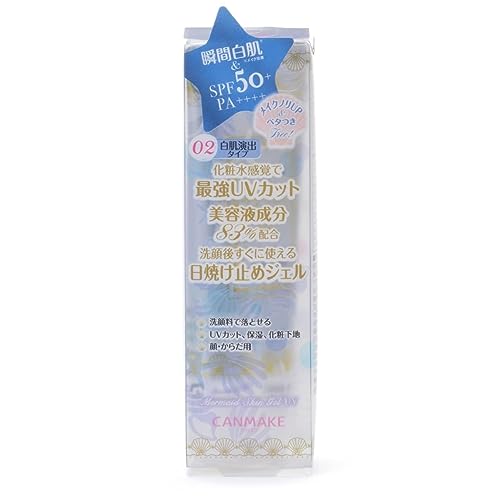 瞬間白肌※
※メイク効果
&
SPF50+
PA++++
メイクノリUP
&
ベタつき
Free!
02 白肌演出
タイプ
化粧水感覚で
最強UVカット
美容液成分
83%配合
洗顔後すぐに使える
日焼け止めジェル
洗顔料で落とせる
UVカット、保湿、化粧下地
顔・からだ用
Mermaid Skin Gel UV
CANMAKE